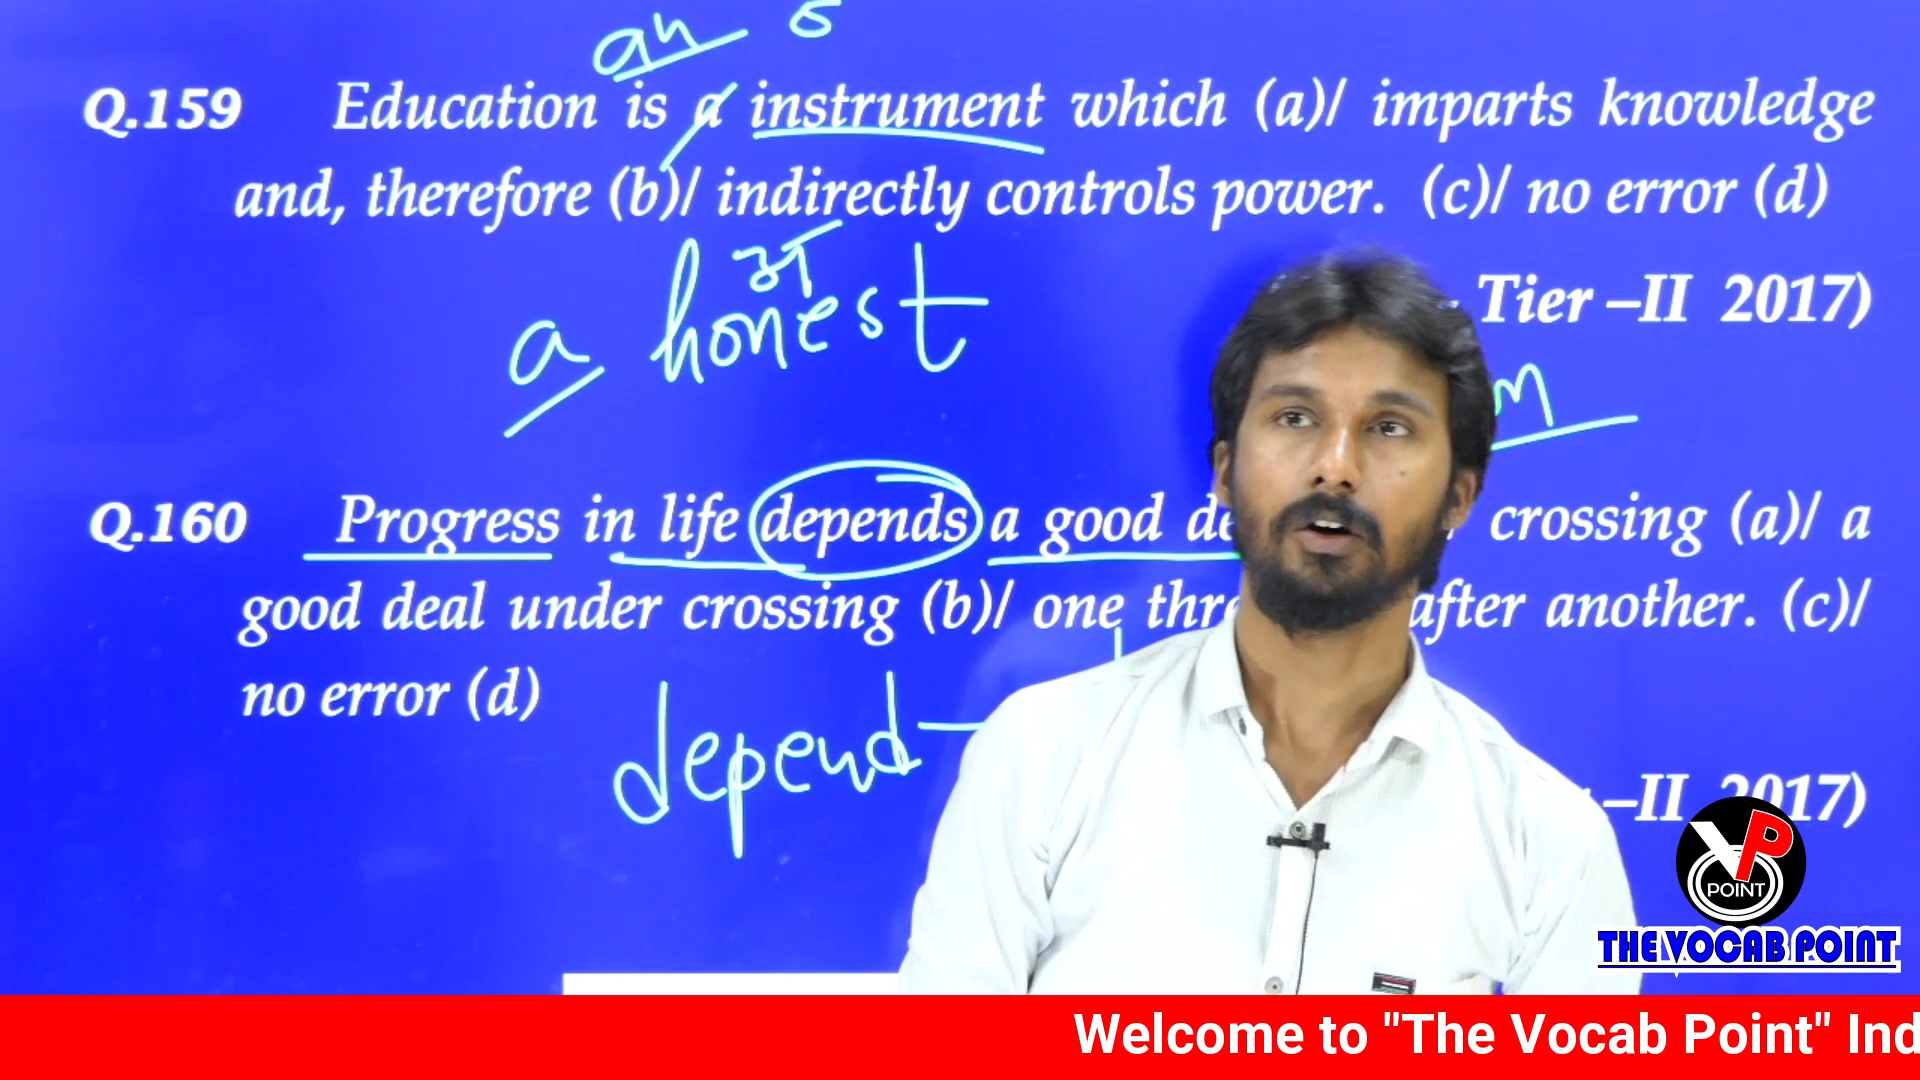 an
Q.159 Education is a instrument which (a)/ imparts knowledge
and, therefore (b)/ indirectly controls power. (c)/ no error (d)
अ
a honest
Tier –II 2017)
Q.160 Progress in life depends a good crossing (a)/ a
good deal under crossing (b)/ one after another. (c)/
no error (d)
depend
–II 2017)
VP
POINT
THE VOCAB POINT
Welcome to "The Vocab Point" Ind